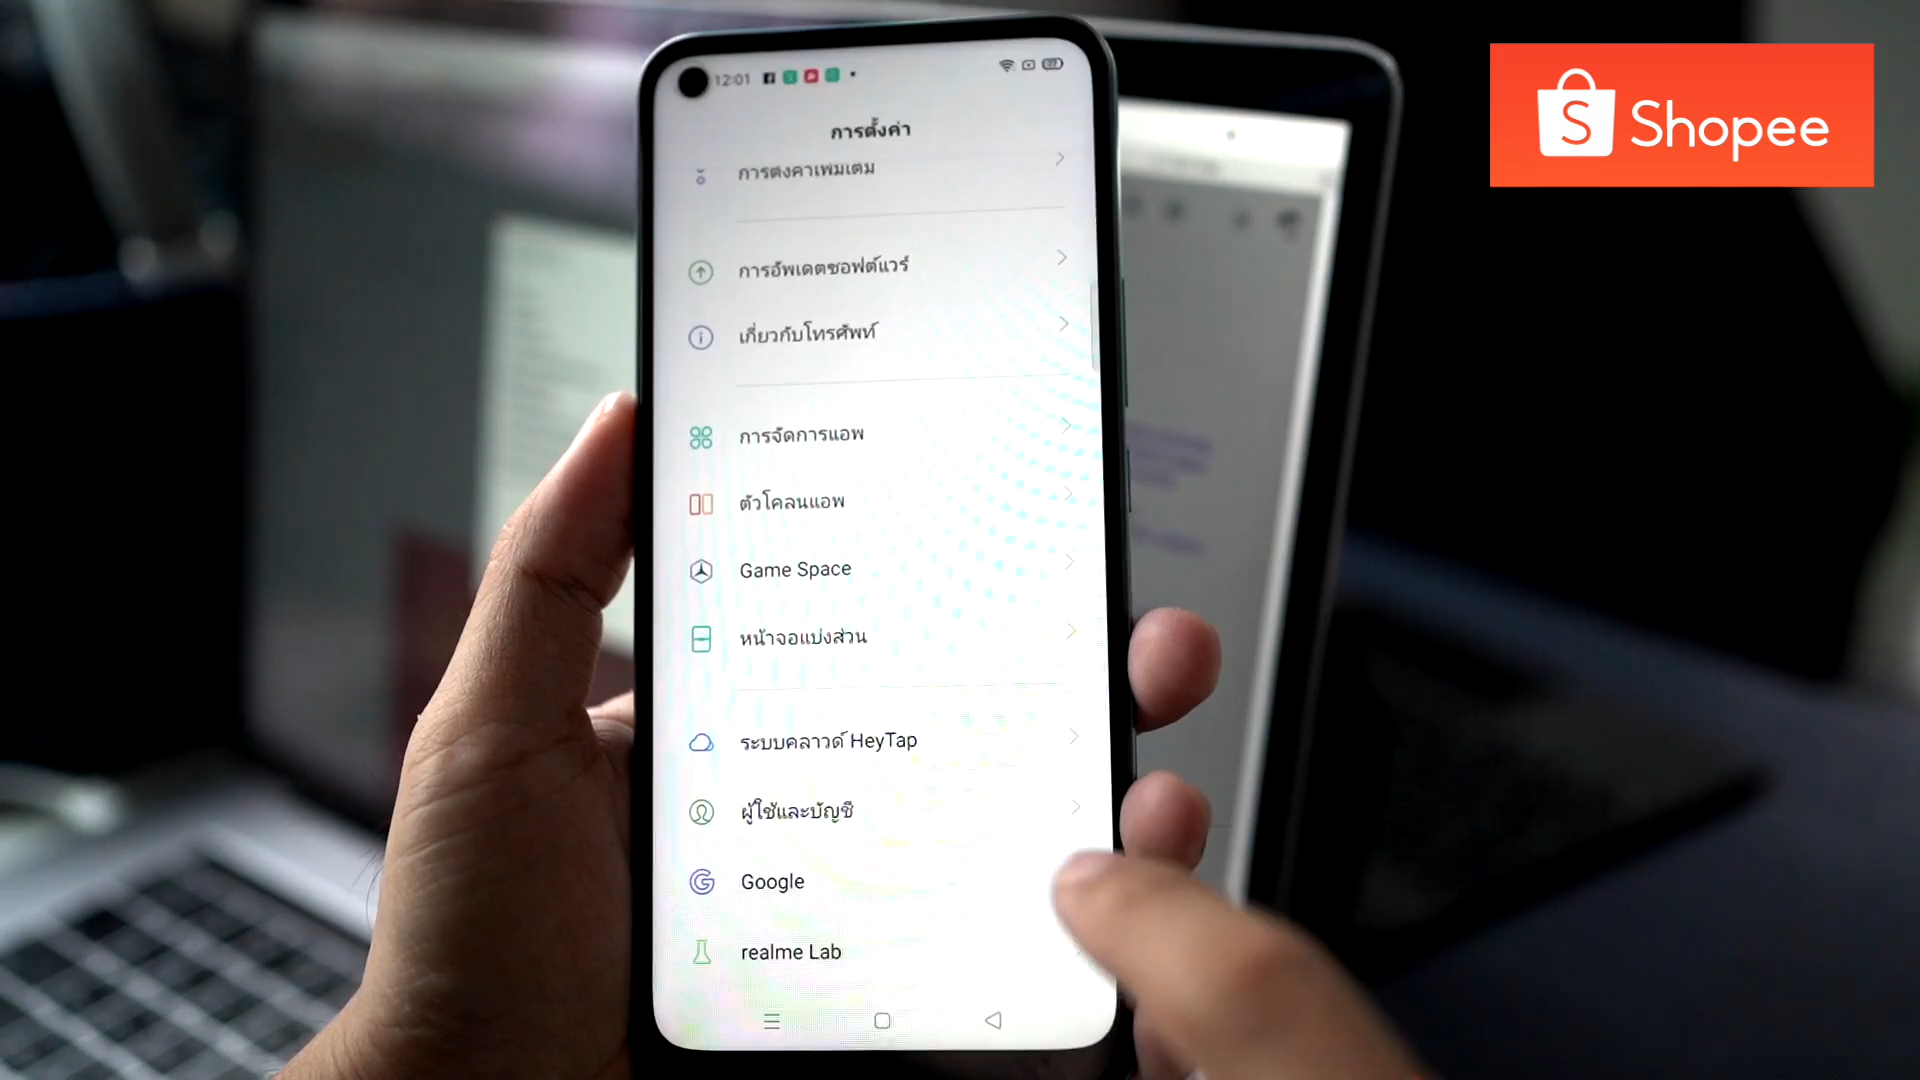 12:01
Shopee
การตั้งค่า
การตั้งค่าเพิ่มเติม
การอัพเดตซอฟต์แวร์
เกี่ยวกับโทรศัพท์
การจัดการแอพ
ตัวโคลนแอพ
Game Space
หน้าจอแบ่งส่วน
ระบบคลาวด์ HeyTap
ผู้ใช้และบัญชี
Google
realme Lab